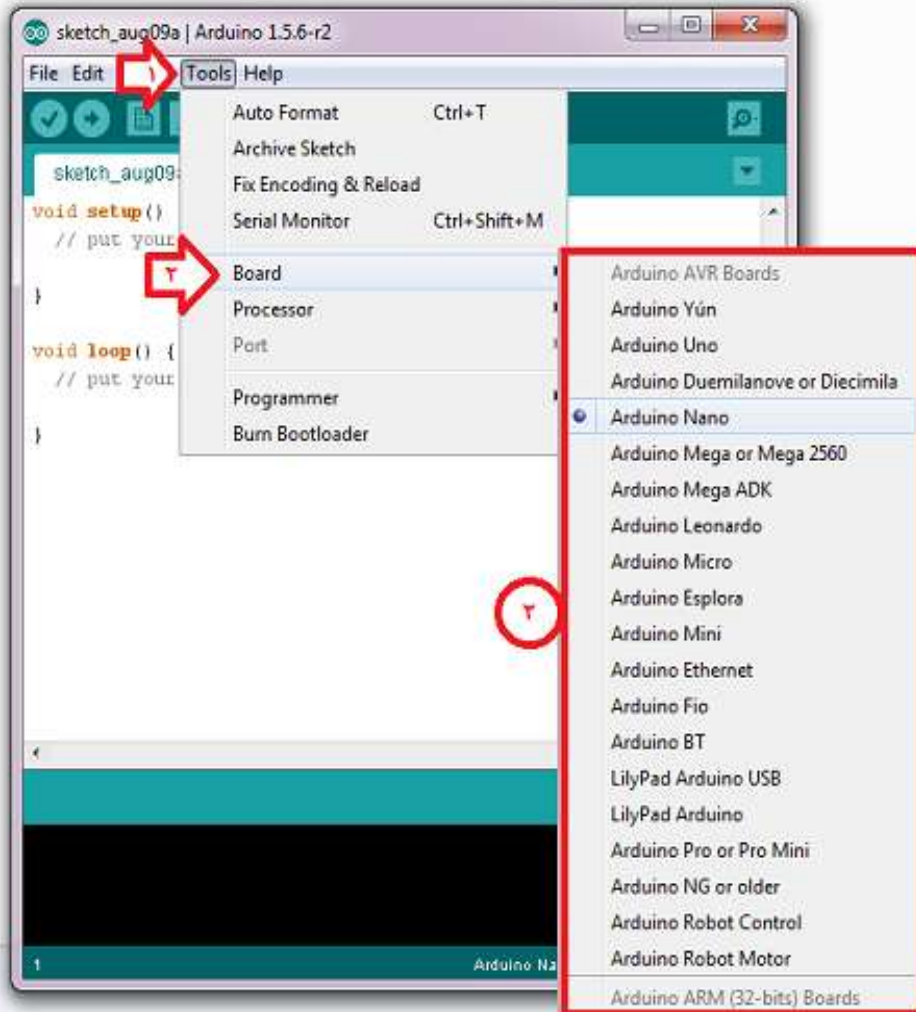 sketch_aug09a | Arduino 1.5.6-r2
File Edit ١ Tools Help
Auto Format Ctrl+T
Archive Sketch
Fix Encoding & Reload
Serial Monitor Ctrl+Shift+M
Board
Processor
Port
Programmer
Burn Bootloader
sketch_aug09a
void setup()
// put your
٢
}
void loop() {
// put your
}
Arduino AVR Boards
Arduino Yún
Arduino Uno
Arduino Duemilanove or Diecimila
Arduino Nano
Arduino Mega or Mega 2560
Arduino Mega ADK
Arduino Leonardo
Arduino Micro
Arduino Esplora
Arduino Mini
Arduino Ethernet
Arduino Fio
Arduino BT
LilyPad Arduino USB
LilyPad Arduino
Arduino Pro or Pro Mini
Arduino NG or older
Arduino Robot Control
Arduino Robot Motor
Arduino ARM (32-bits) Boards
٣
1
Arduino Na